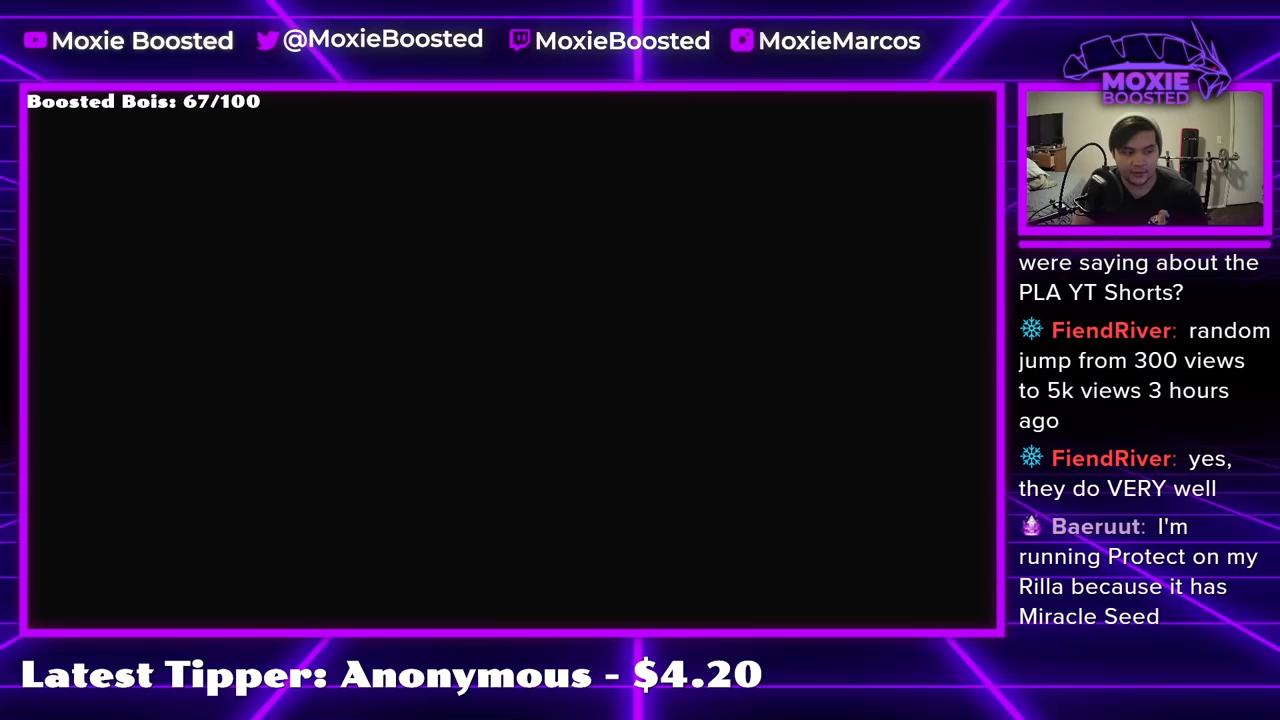 Moxie Boosted @MoxieBoosted MoxieBoosted MoxieMarcos
MOXIE
BOOSTED
Boosted Bois: 67/100
were saying about the
PLA YT Shorts?
FiendRiver: random
jump from 300 views
to 5k views 3 hours
ago
FiendRiver: yes,
they do VERY well
Baeruut: I'm
running Protect on my
Rilla because it has
Miracle Seed
Latest Tipper: Anonymous - $4.20